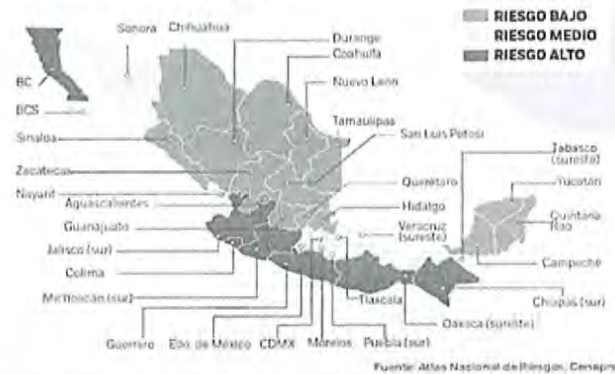 RIESGO BAJO
RIESGO MEDIO
RIESGO ALTO
Sonora
Chihuahua
Durango
Coahuila
Nuevo León
Tamaulipas
San Luis Potosí
BC
BCS
Sinaloa
Zacatecas
Nayarit
Aguascalientes
Guanajuato
Jalisco (sur)
Colima
Michoacán (sur)
Querétaro
Hidalgo
Veracruz
(sureste)
Tabasco
(sureste)
Yucatán
Quintana
Roo
Campeche
Chiapas (sur)
Tlaxcala
Oaxaca (sureste)
Guerrero
Edo. de México
CDMX
Morelos
Puebla (sur)
Fuente: Atlas Nacional de Riesgos, Cenapre